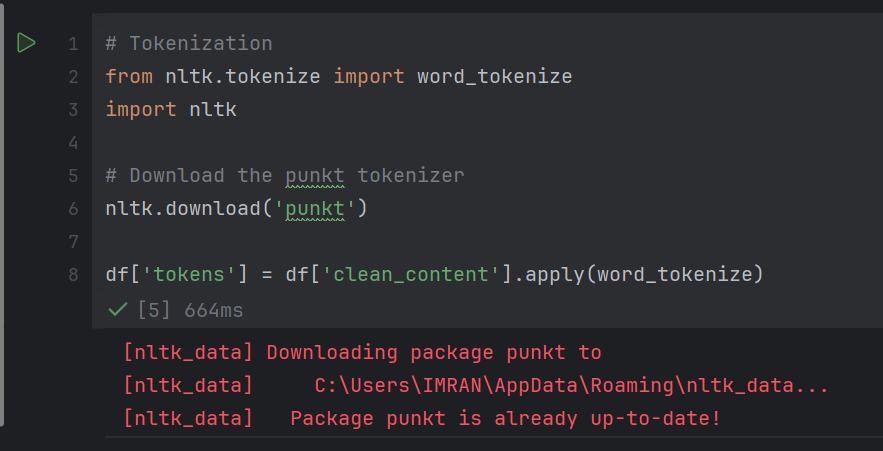 1 # Tokenization
2 from nltk.tokenize import word_tokenize
3 import nltk
4
5 # Download the punkt tokenizer
6 nltk.download('punkt')
7
8 df['tokens'] = df['clean_content'].apply(word_tokenize)
[5] 664ms
[nltk_data] Downloading package punkt to
[nltk_data]     C:\Users\IMRAN\AppData\Roaming\nltk_data...
[nltk_data]   Package punkt is already up-to-date!